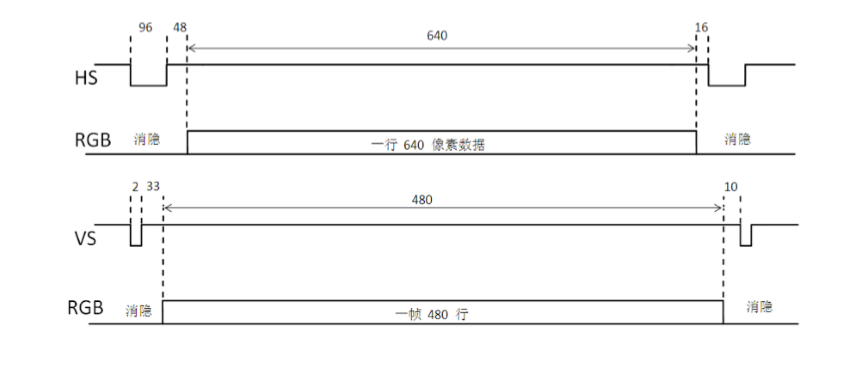 96 48 640 16
HS
RGB 消隐 一行 640 像素数据 消隐
2 33 480 10
VS
RGB 消隐 一帧 480 行 消隐